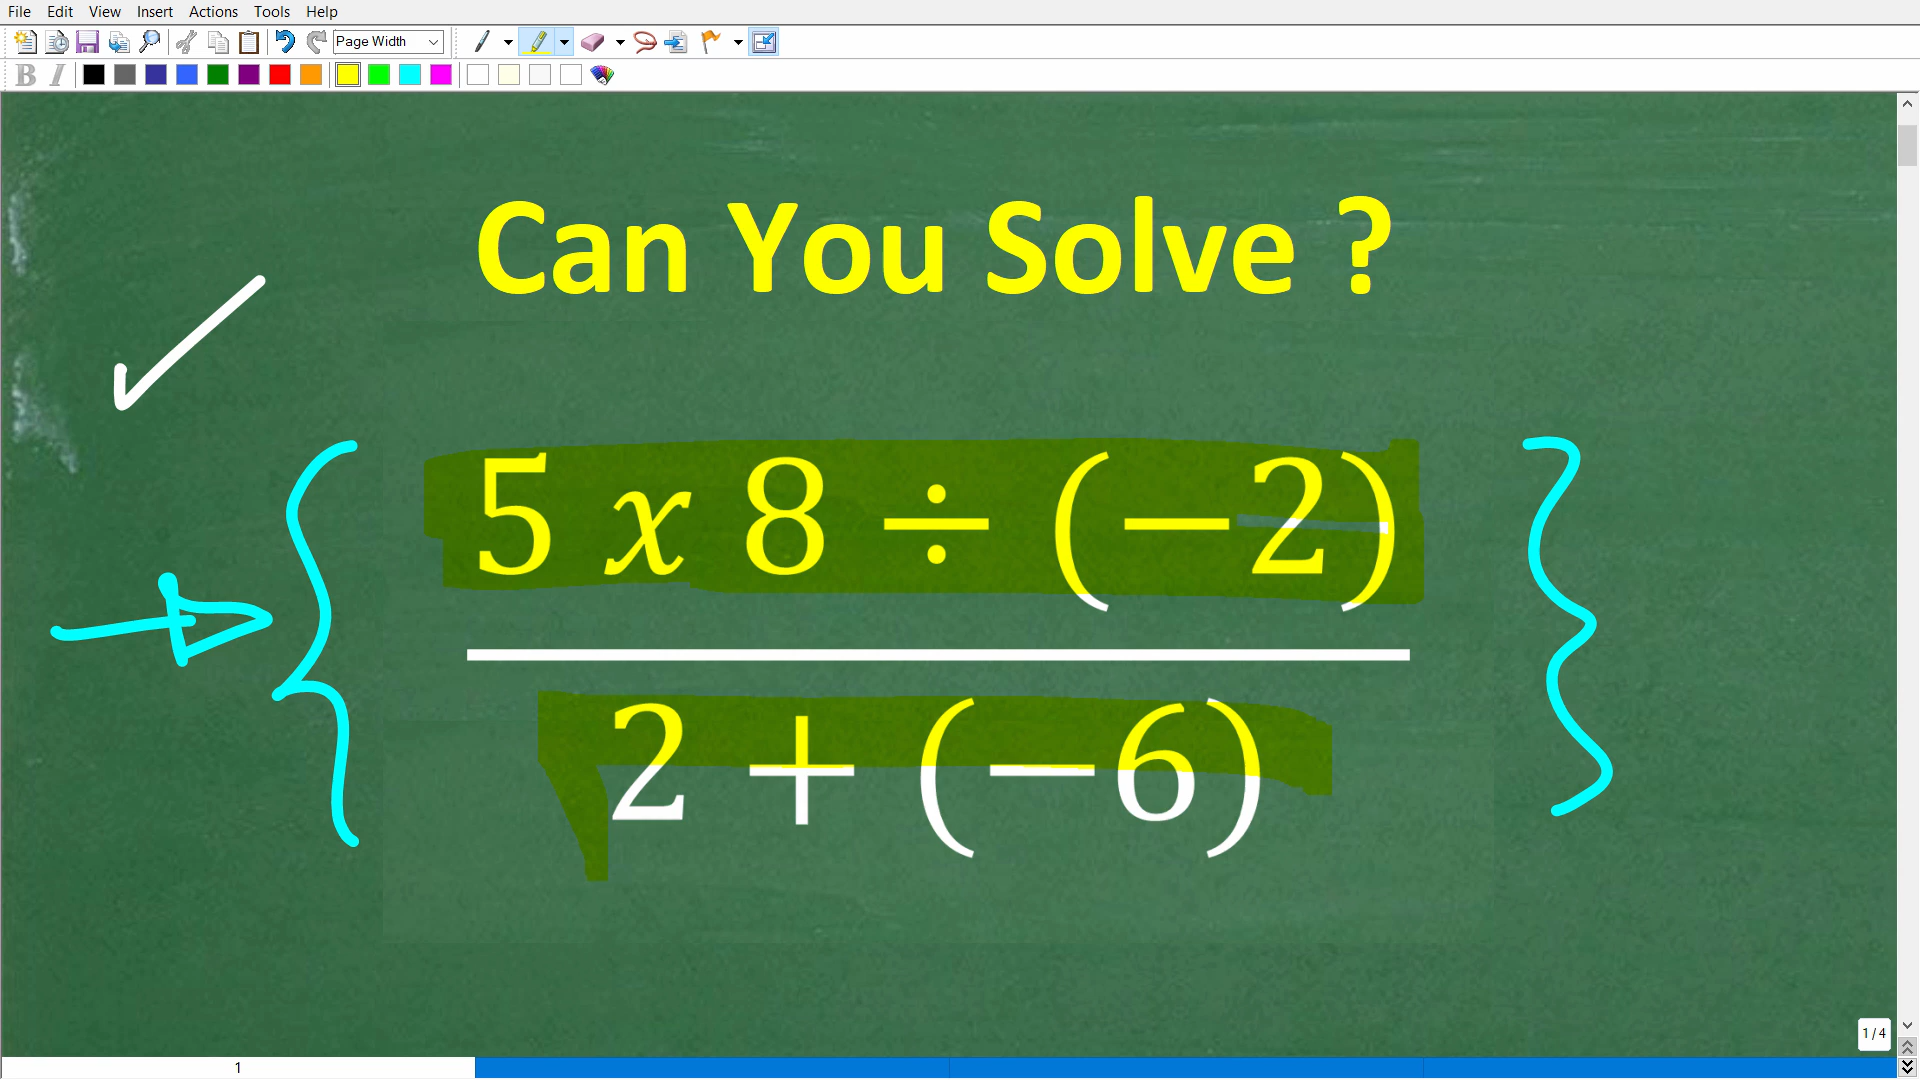 File Edit View Insert Actions Tools Help
Page Width
B I
Can You Solve ?
5 x 8 ÷ (−2)
2 + (−6)
1 / 4
1